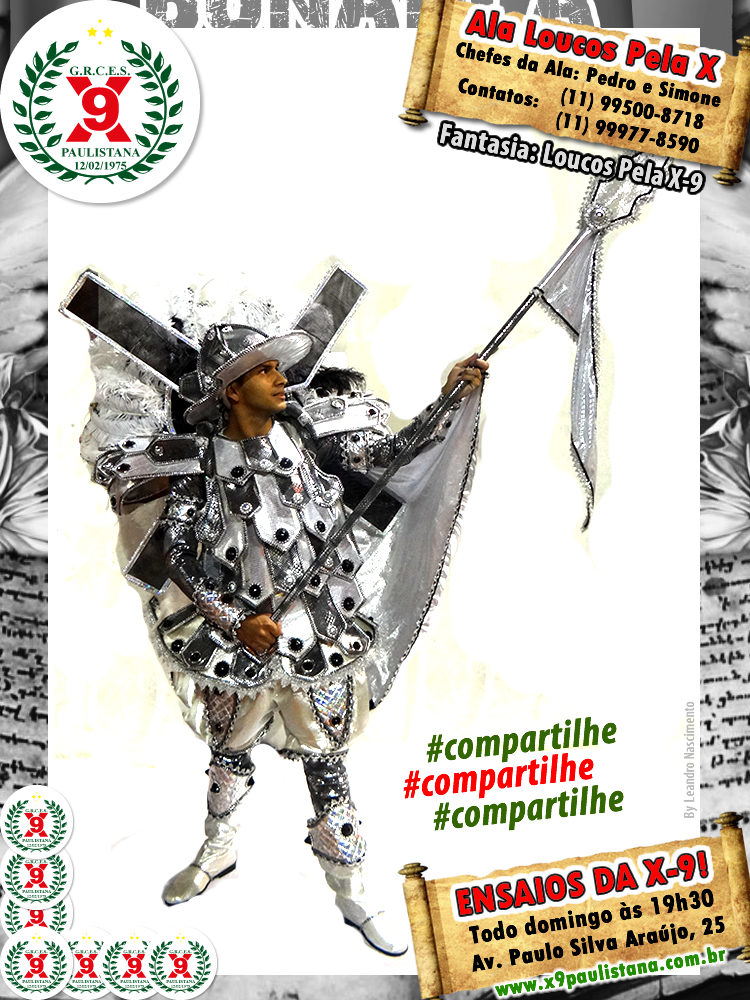 G.R.C.E.S.
X9
PAULISTANA
12/02/1975
Ala Loucos Pela X
Chefes da Ala: Pedro e Simone
Contatos: (11) 99500-8718
(11) 99977-8590
Fantasia: Loucos Pela X-9
#compartilhe
#compartilhe
#compartilhe
By Leandro Nascimento
ENSAIOS DA X-9!
Todo domingo às 19h30
Av. Paulo Silva Araújo, 25
www.x9paulistana.com.br